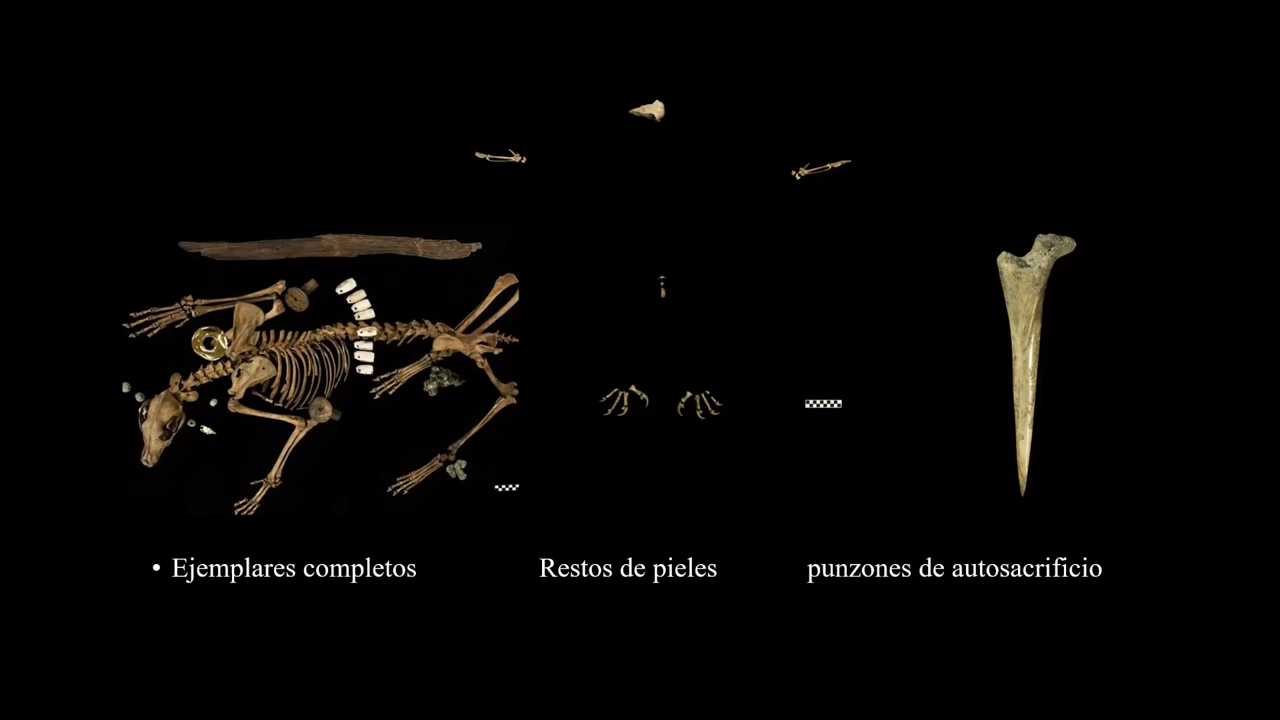 • Ejemplares completos
Restos de pieles
punzones de autosacrificio